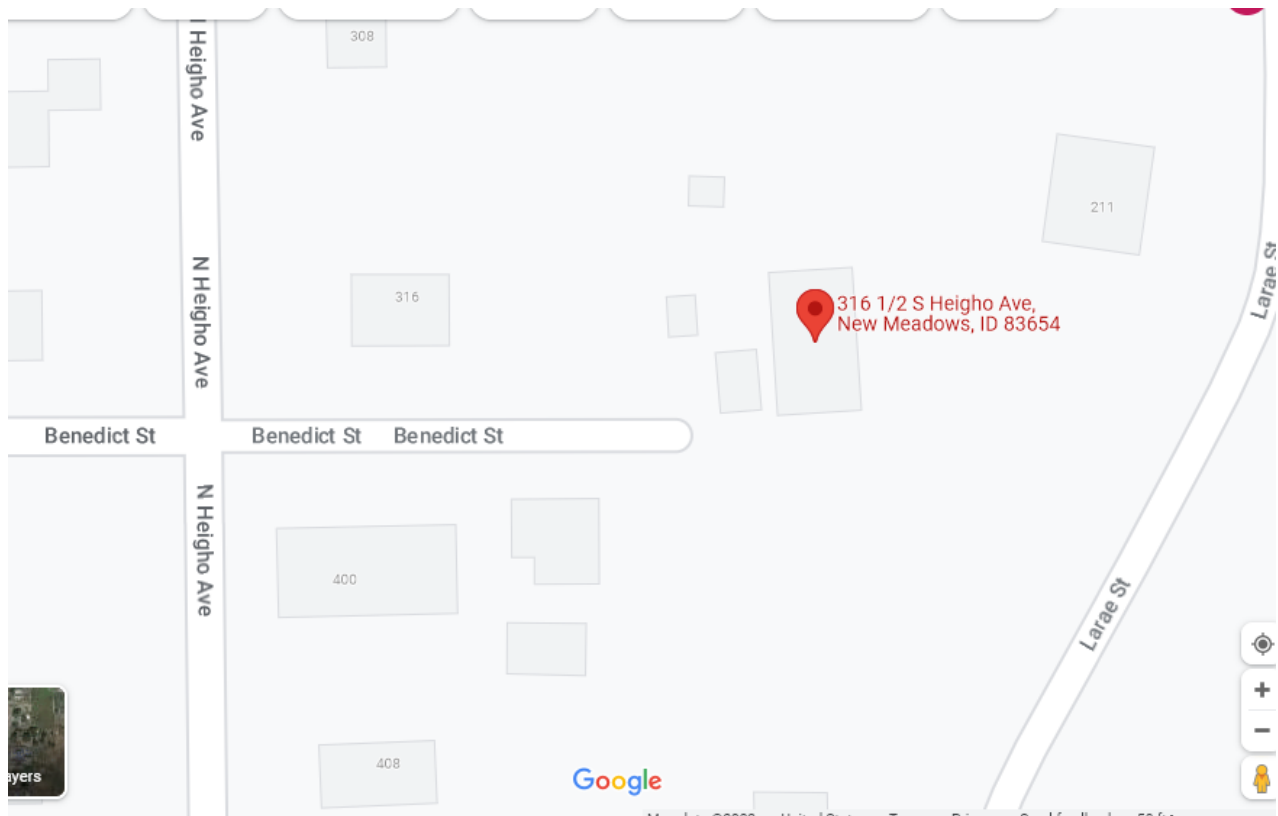 N Heigho Ave
308
211
Larae St
N Heigho Ave
316
316 1/2 S Heigho Ave,
New Meadows, ID 83654
Benedict St
Benedict St
Benedict St
N Heigho Ave
400
Larae St
408
ayers
Google